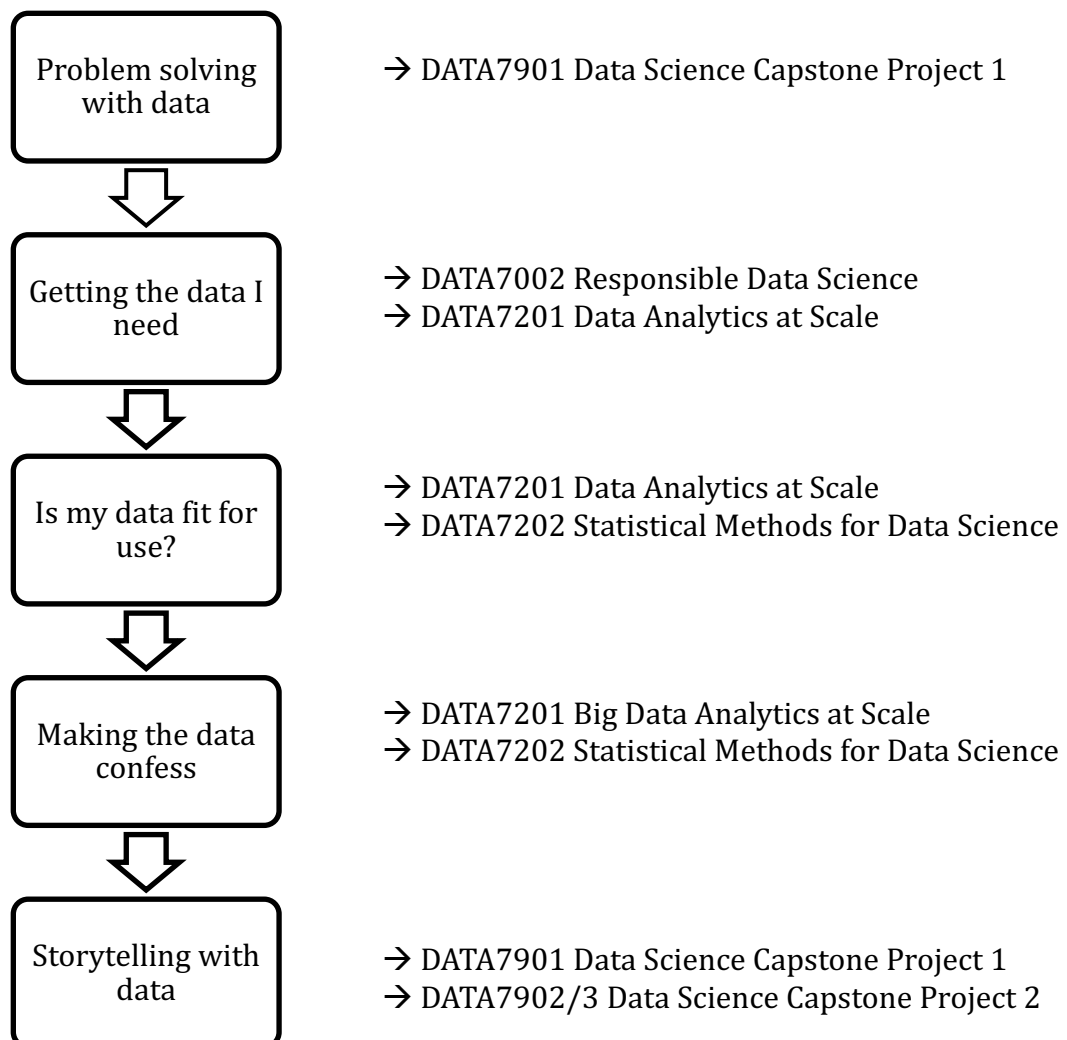 Problem solving
with data
→ DATA7901 Data Science Capstone Project 1
Getting the data I
need
→ DATA7002 Responsible Data Science
→ DATA7201 Data Analytics at Scale
Is my data fit for
use?
→ DATA7201 Data Analytics at Scale
→ DATA7202 Statistical Methods for Data Science
Making the data
confess
→ DATA7201 Big Data Analytics at Scale
→ DATA7202 Statistical Methods for Data Science
Storytelling with
data
→ DATA7901 Data Science Capstone Project 1
→ DATA7902/3 Data Science Capstone Project 2